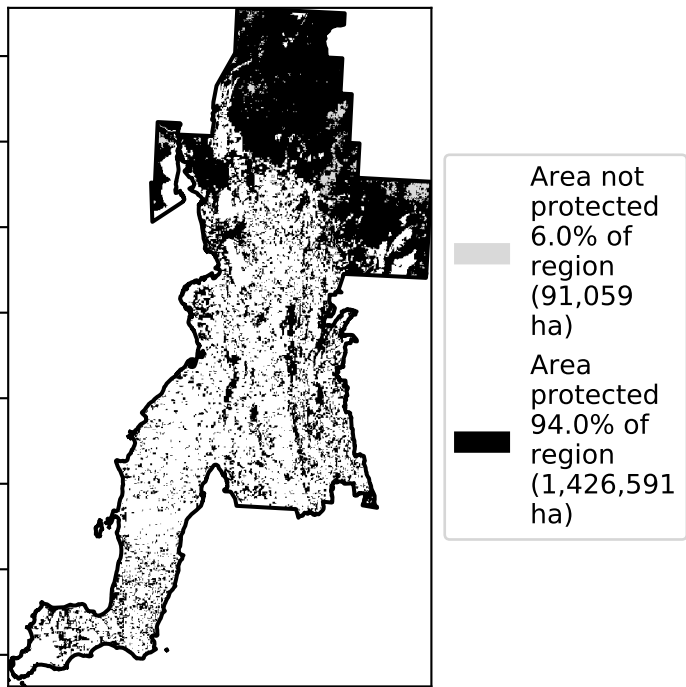 Area not
protected
6.0% of
region
(91,059
ha)
Area
protected
94.0% of
region
(1,426,591
ha)